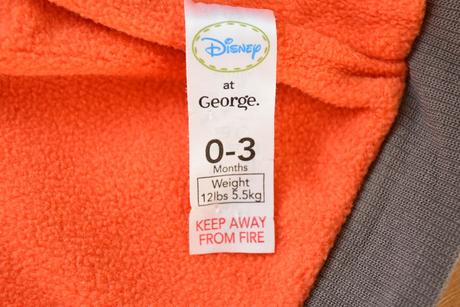 Disney
at
George.
0-3
Months
Weight
12lbs 5.5kg
KEEP AWAY
FROM FIRE